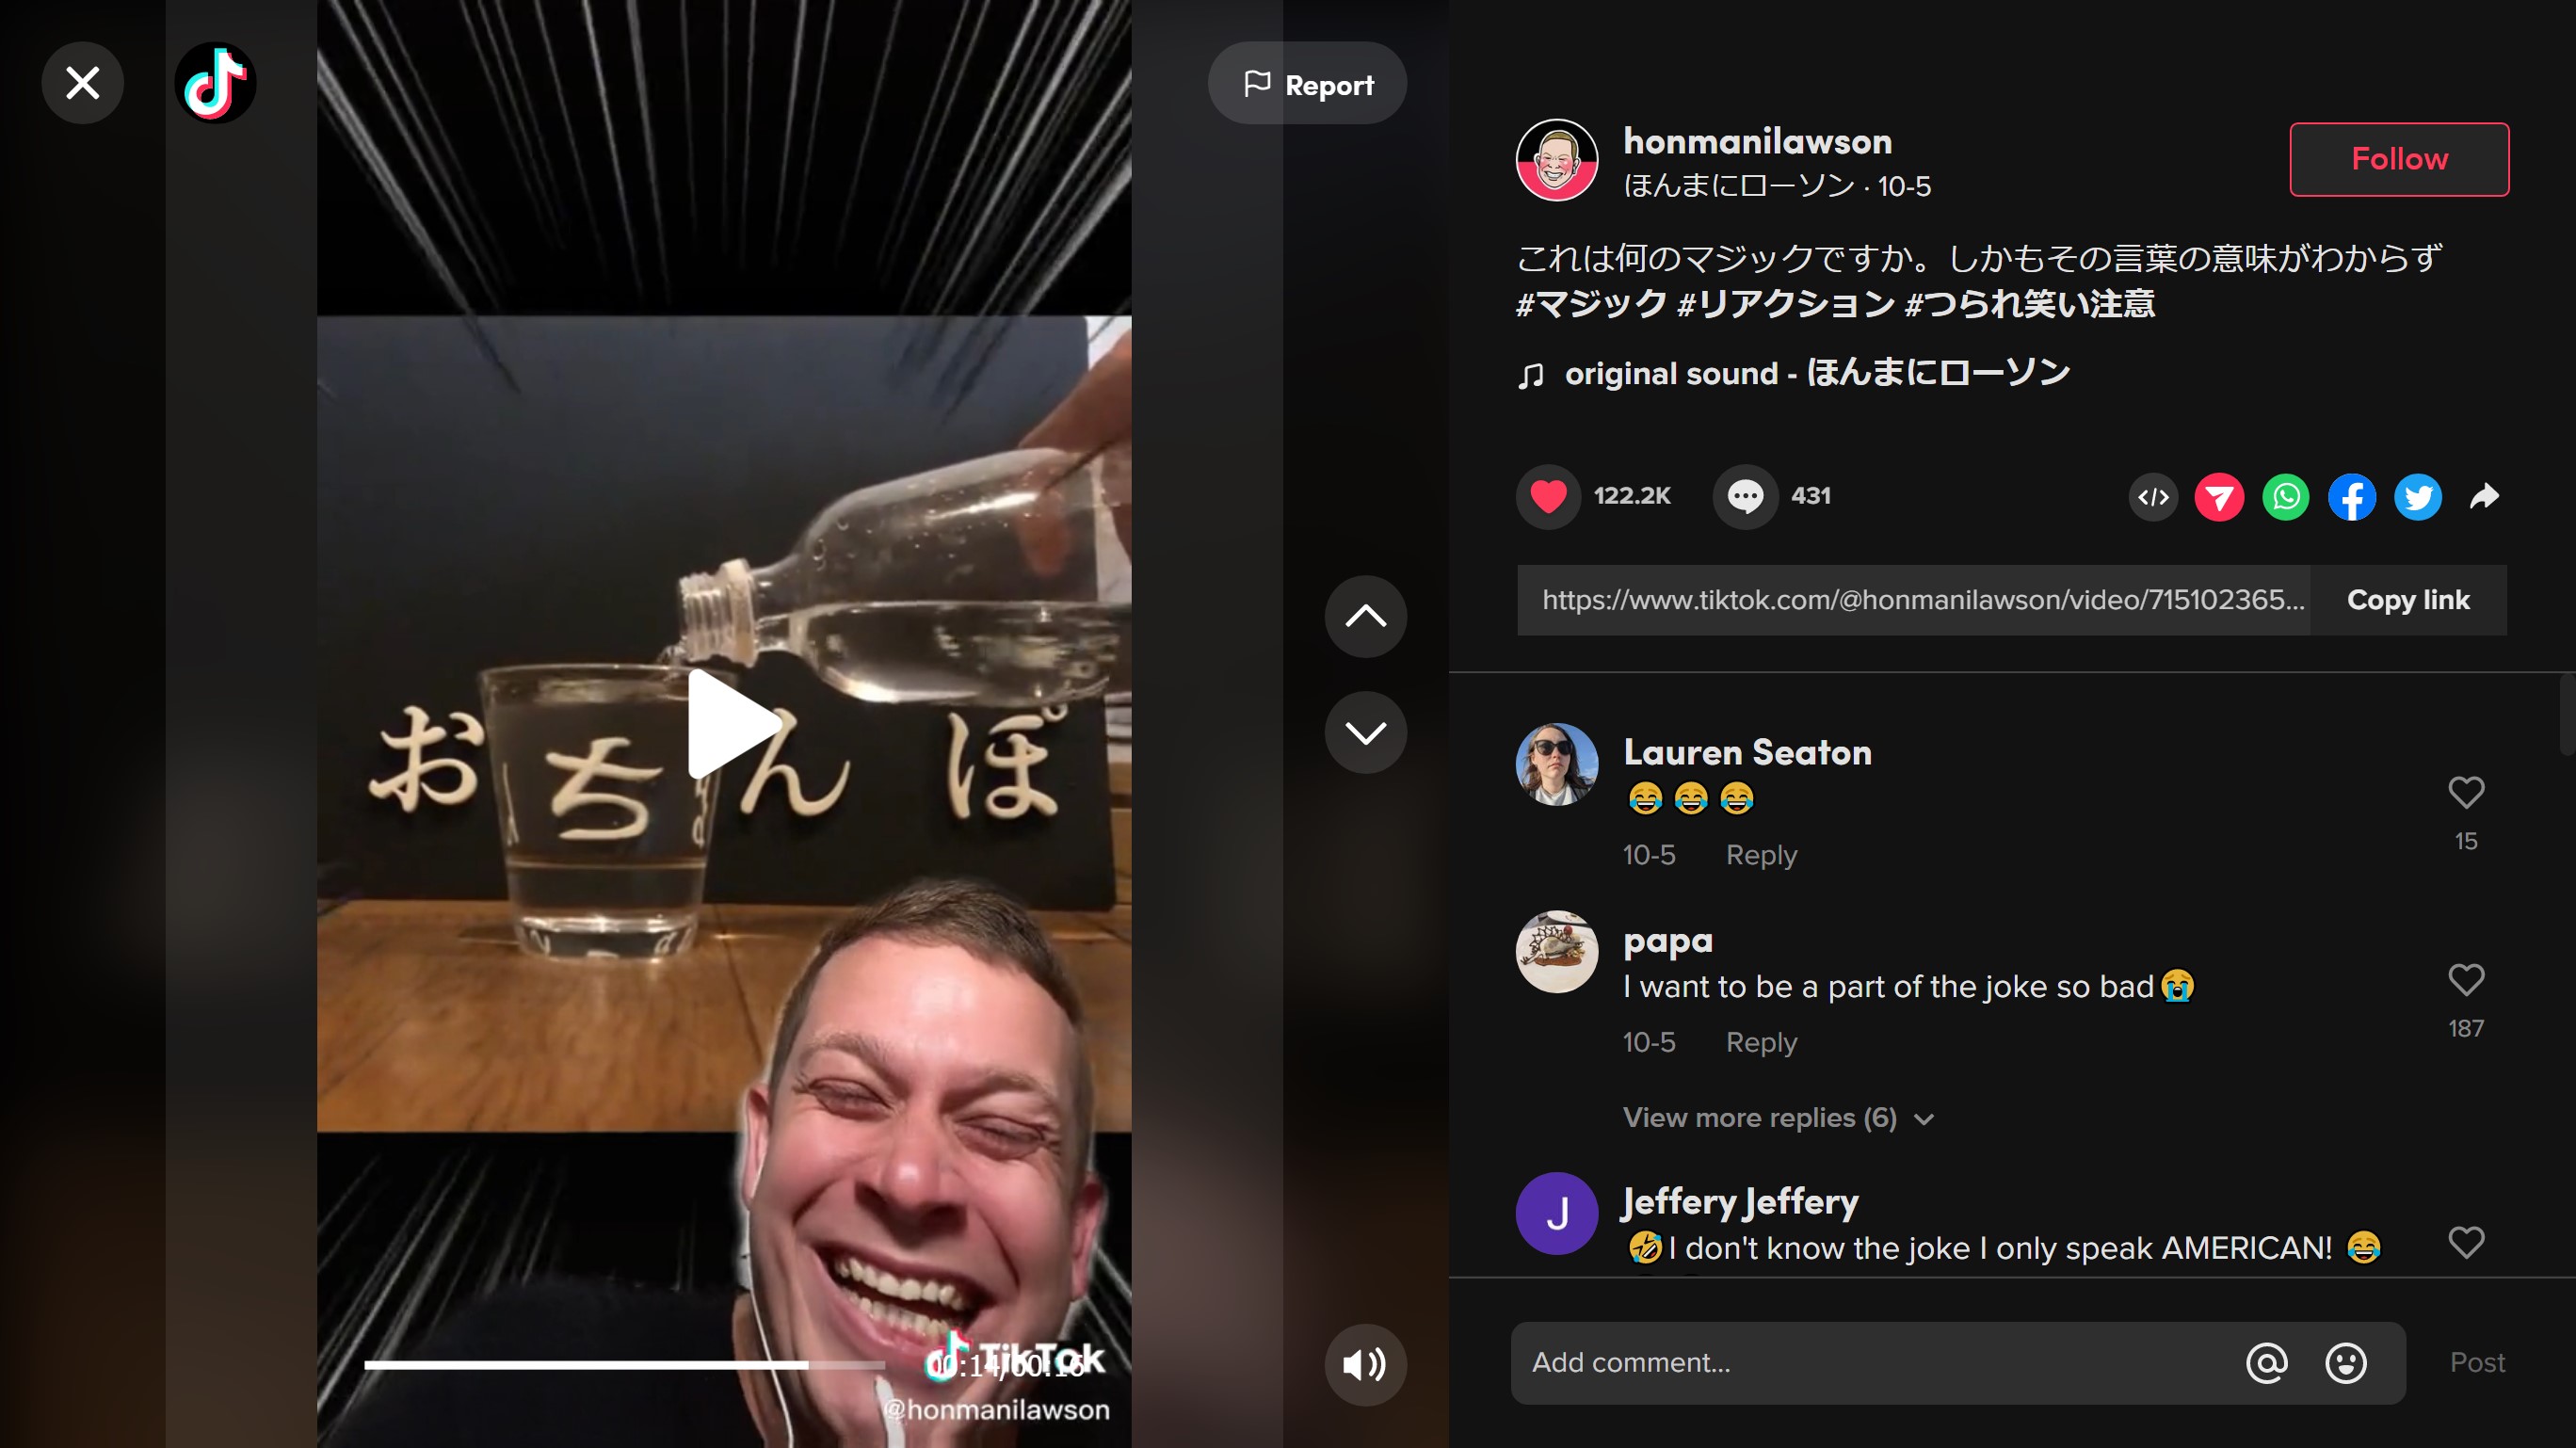 Report
おちんぽ
TikTok
00:14/00:16
@honmanilawson
honmanilawson
ほんまにローソン · 10-5
Follow
これは何のマジックですか。しかもその言葉の意味がわからず
#マジック #リアクション #つられ笑い注意
original sound - ほんまにローソン
122.2K
431
https://www.tiktok.com/@honmanilawson/video/715102365...
Copy link
Lauren Seaton
😂😂😂
10-5 Reply
15
papa
I want to be a part of the joke so bad😭
10-5 Reply
187
View more replies (6)
J
Jeffery Jeffery
🤣I don't know the joke I only speak AMERICAN! 😂
Add comment...
Post